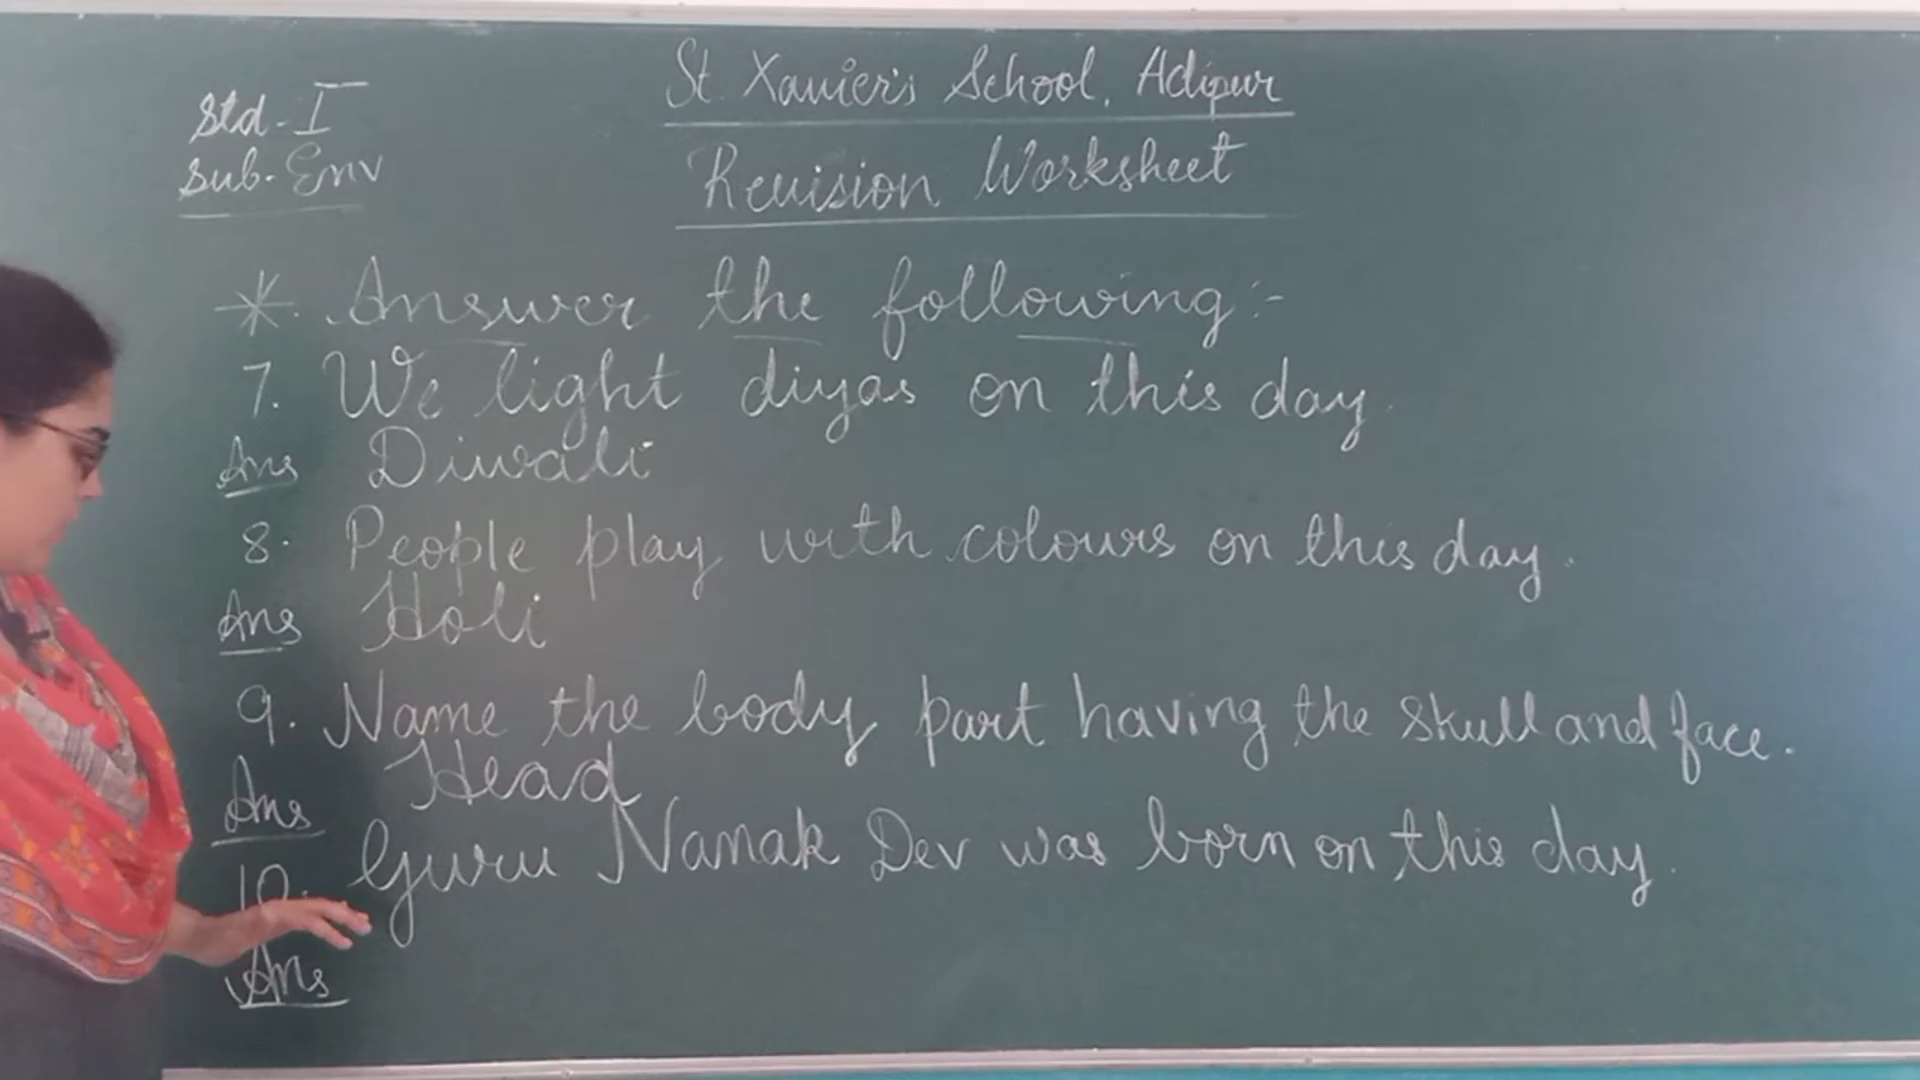 St. Xavier's School, Adipur
Std - I
Sub. Env
Revision Worksheet
* Answer the following:-
7. We light diyas on this day.
Ans Diwali
8. People play with colours on this day.
Ans Holi
9. Name the body part having the skull and face.
Ans Head
10. Guru Nanak Dev was born on this day.
Ans